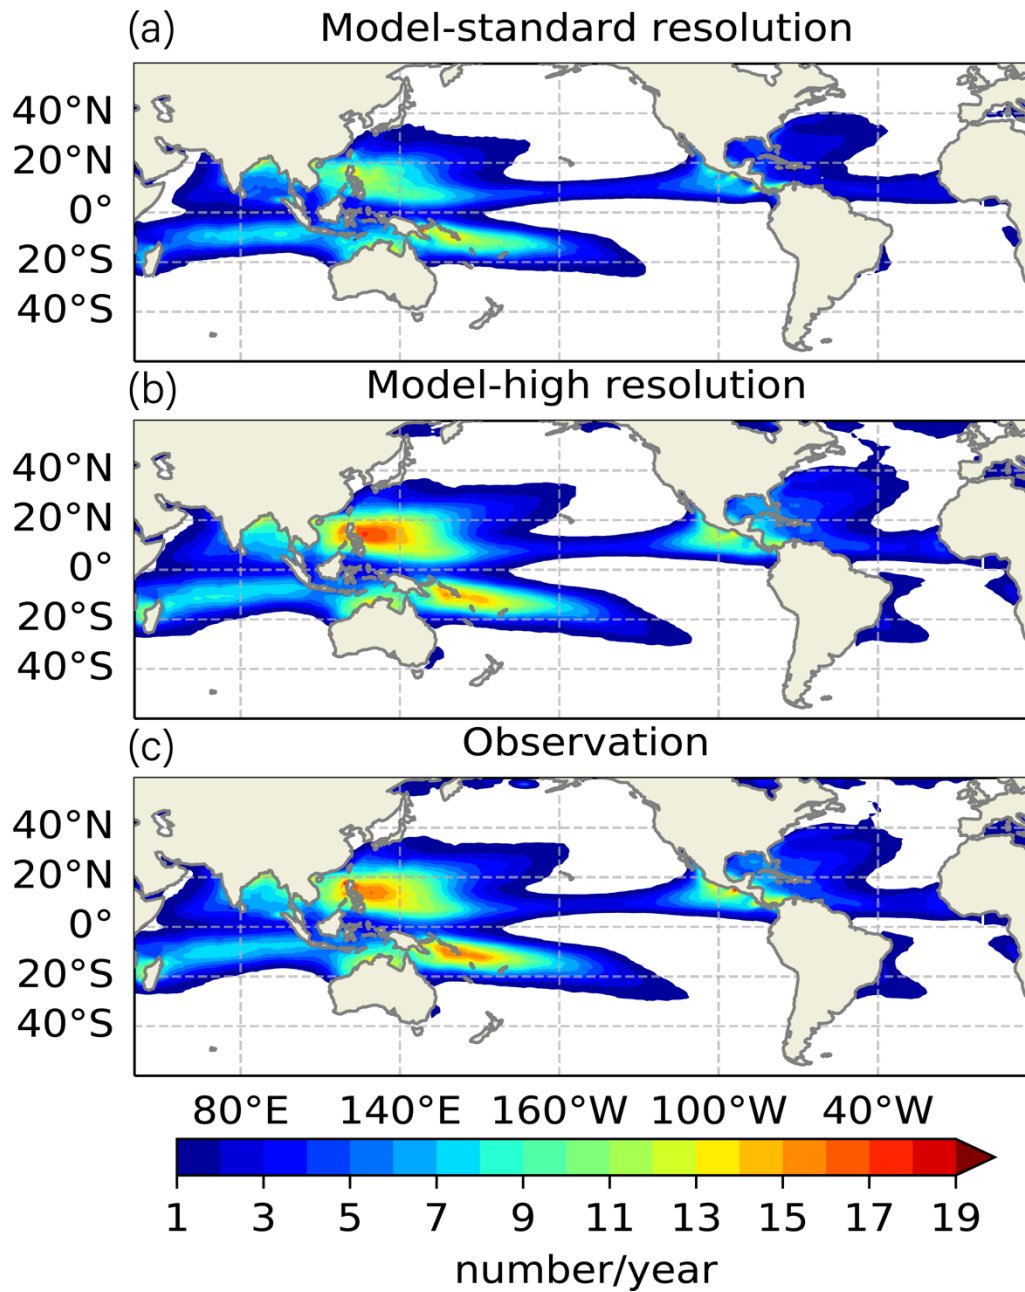 (a) Model-standard resolution
40°N
20°N
0°
20°S
40°S
(b) Model-high resolution
40°N
20°N
0°
20°S
40°S
(c) Observation
40°N
20°N
0°
20°S
40°S
80°E 140°E 160°W 100°W 40°W
1 3 5 7 9 11 13 15 17 19
number/year